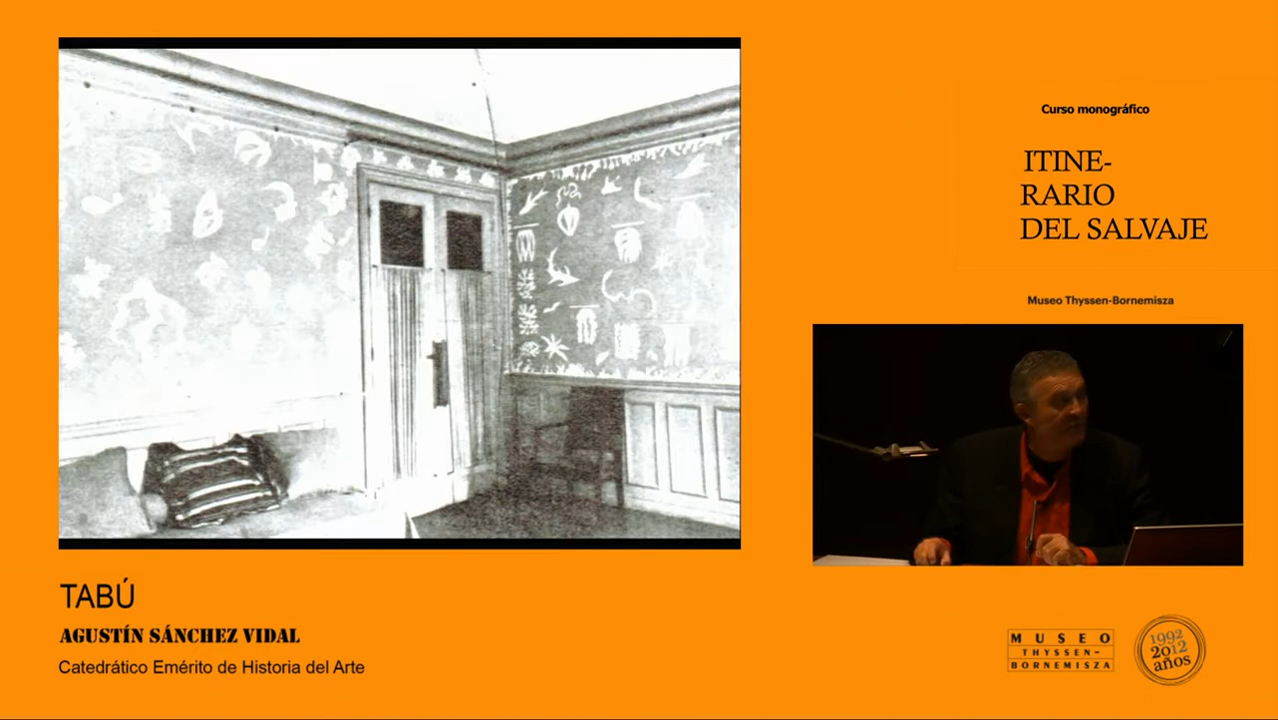 Curso monográfico
ITINE-
RARIO
DEL SALVAJE
Museo Thyssen-Bornemisza
TABÚ
AGUSTÍN SÁNCHEZ VIDAL
Catedrático Emérito de Historia del Arte
MUSEO
THYSSEN-
BORNEMISZA
1992
2012
años